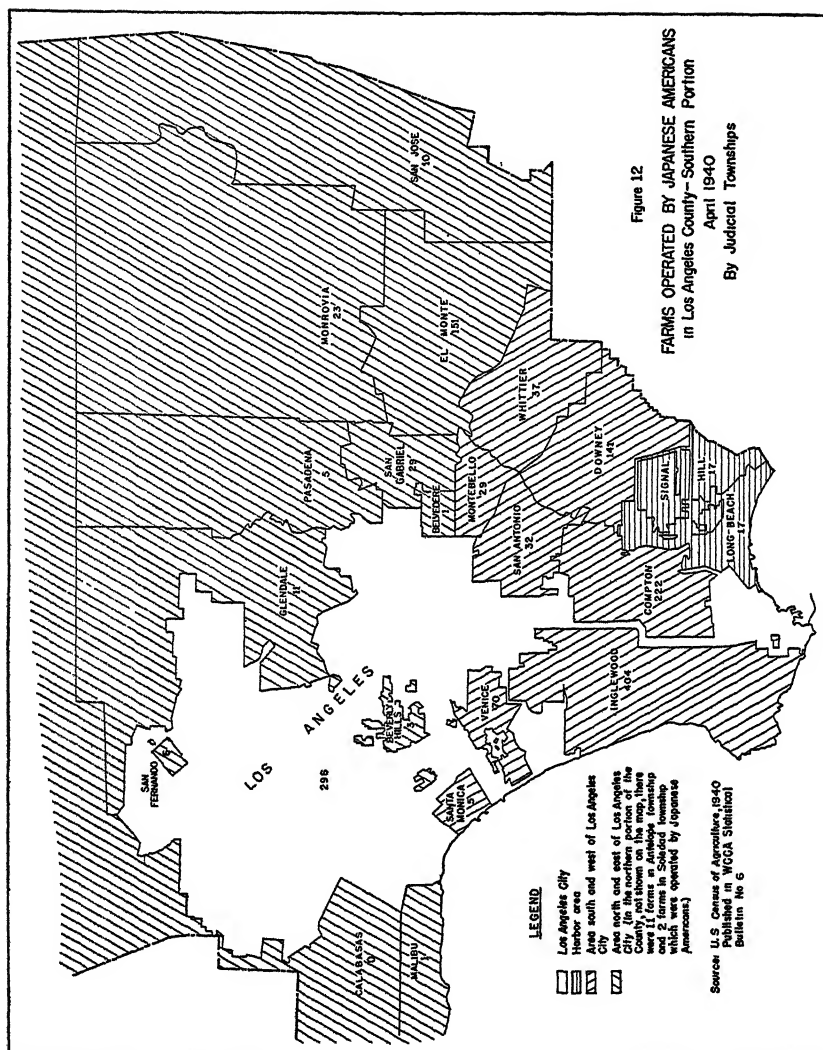 Figure 12
FARMS OPERATED BY JAPANESE AMERICANS
in Los Angeles County-Southern Portion
April 1940
By Judicial Townships
SAN JOSE
10
MONROVIA
23
EL MONTE
151
WHITTIER
37
PASADENA
5
SAN
GABRIEL
29
BELVEDERE
MONTEBELLO
29
DOWNEY
141
SIGNAL
HILL
17
LONG-BEACH
17
SAN ANTONIO
32
COMPTON
222
GLENDALE
11
INGLEWOOD
404
LOS ANGELES
298
BEVERLY
HILLS
3
VENICE
70
SANTA
MONICA
5
SAN
FERNANDO
6
CALABASAS
0
MALIBU
1
LEGEND
Los Angeles City
Harbor area
Area south and west of Los Angeles
City
Area north and east of Los Angeles
City (In the northern portion of the
County, not shown on the map, there
were 11 farms in Antelope township
and 2 farms in Soledad township
which were operated by Japanese
Americans.)
Source: U.S Census of Agriculture, 1940
Published in WCCA Statistical
Bulletin No 6